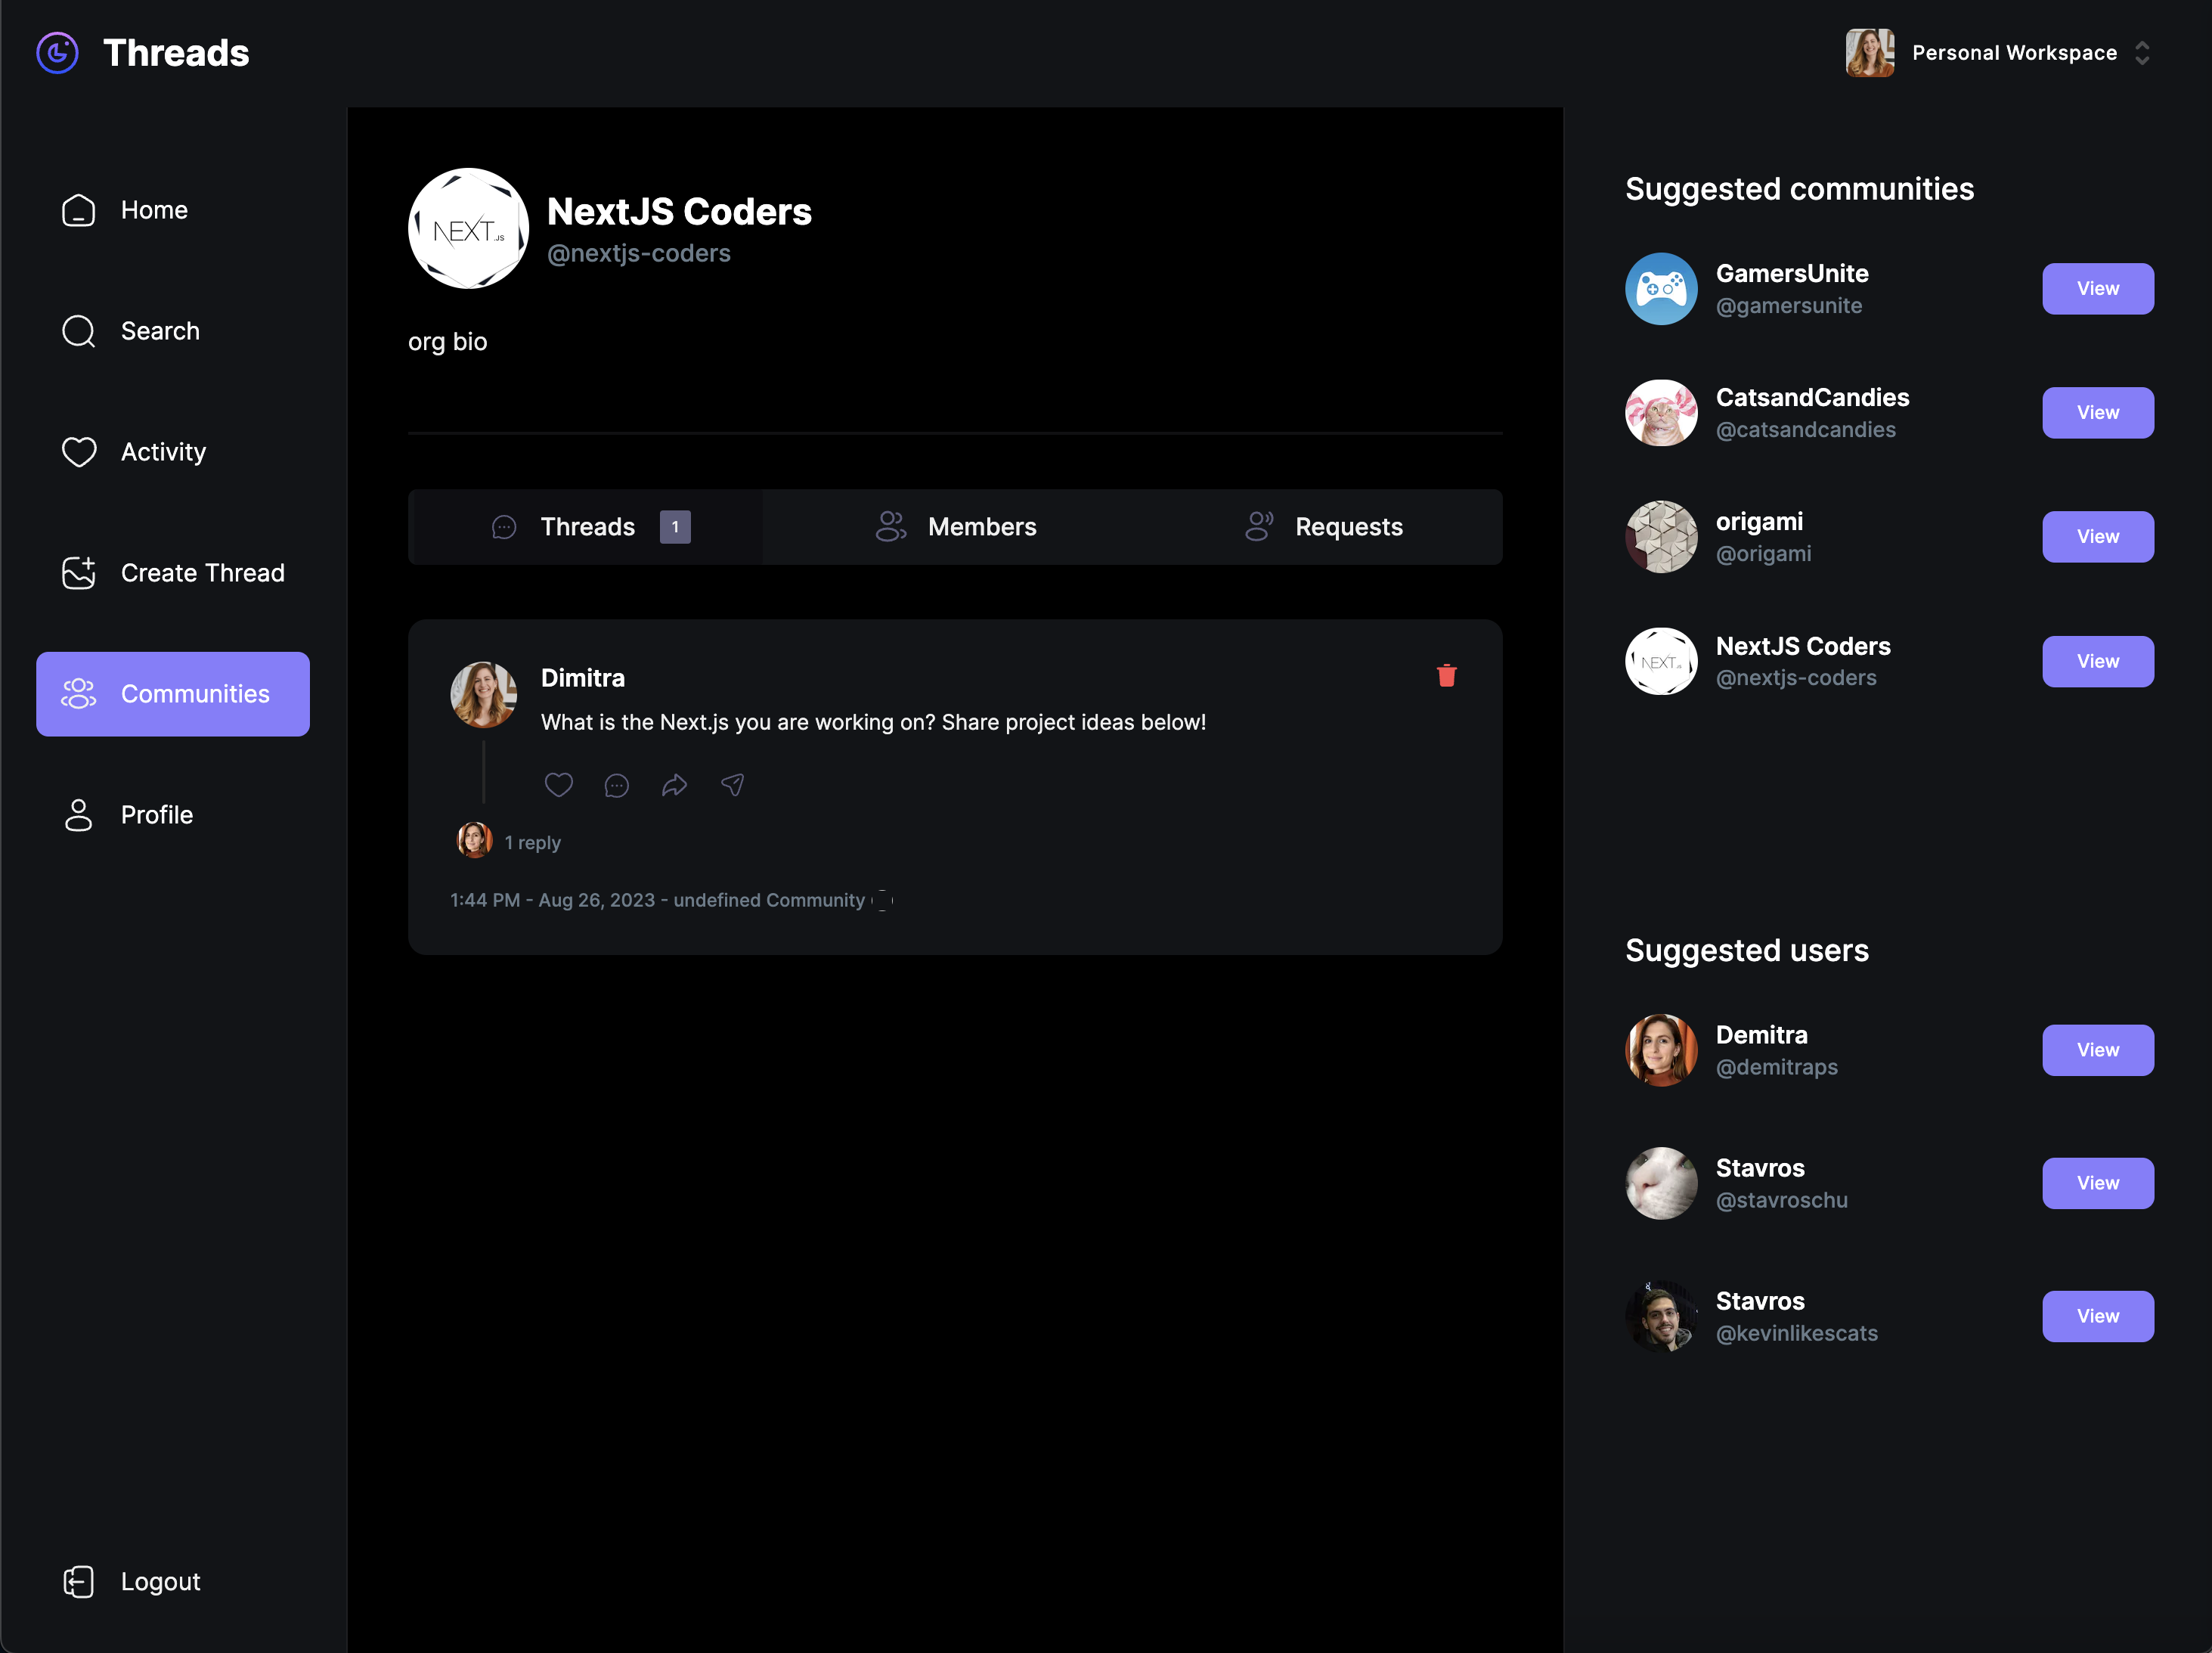 Threads
Personal Workspace
Home
Search
Activity
Create Thread
Communities
Profile
Logout
NEXT.JS
NextJS Coders
@nextjs-coders
org bio
Threads 1
Members
Requests
Dimitra
What is the Next.js you are working on? Share project ideas below!
1 reply
1:44 PM - Aug 26, 2023 - undefined Community
Suggested communities
GamersUnite
@gamersunite
View
CatsandCandies
@catsandcandies
View
origami
@origami
View
NEXT.JS
NextJS Coders
@nextjs-coders
View
Suggested users
Demitra
@demitraps
View
Stavros
@stavroschu
View
Stavros
@kevinlikescats
View